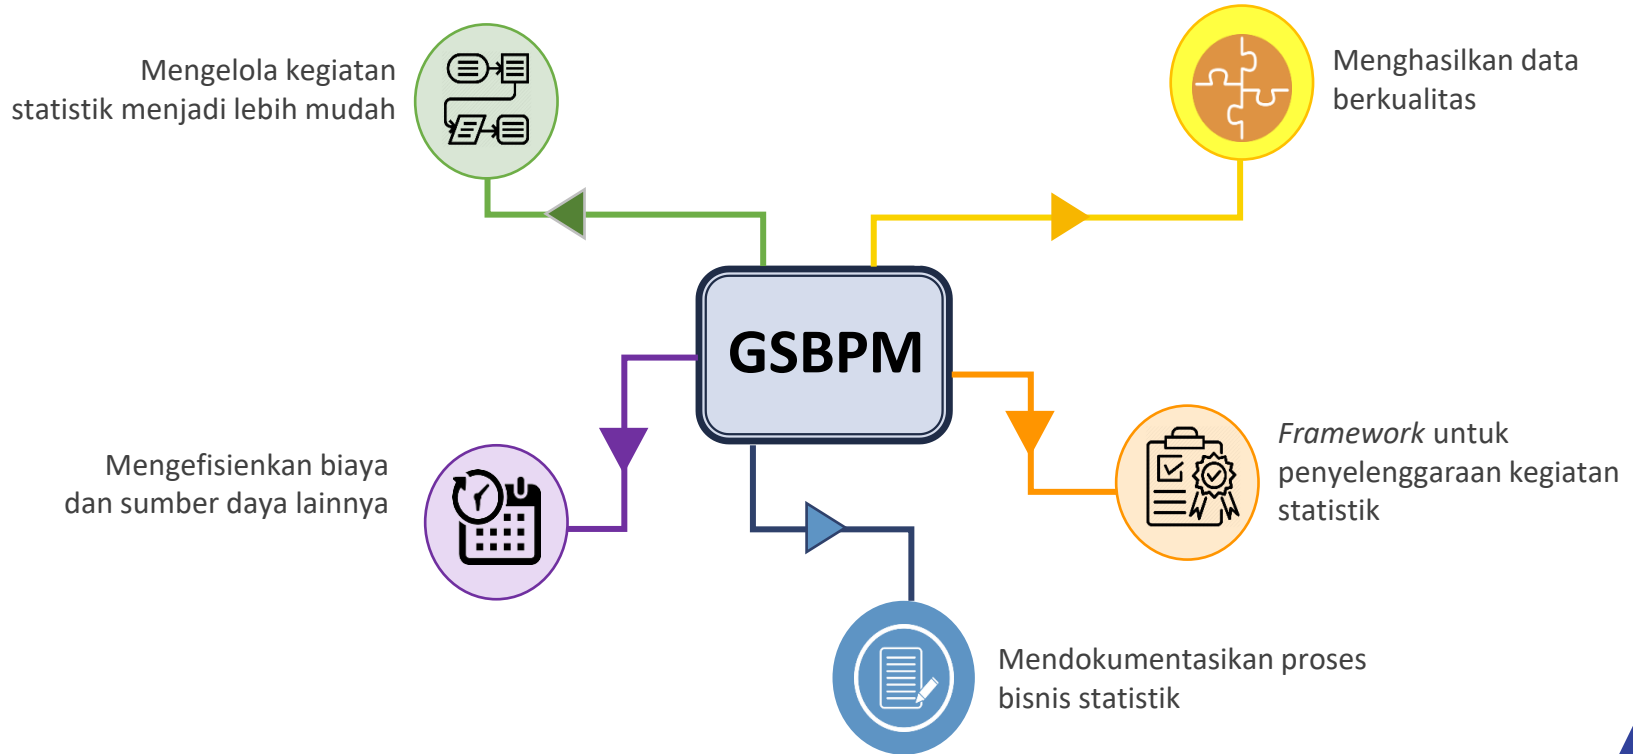 Mengelola kegiatan
statistik menjadi lebih mudah
Menghasilkan data
berkualitas
GSBPM
Mengefisienkan biaya
dan sumber daya lainnya
Framework untuk
penyelenggaraan kegiatan
statistik
Mendokumentasikan proses
bisnis statistik